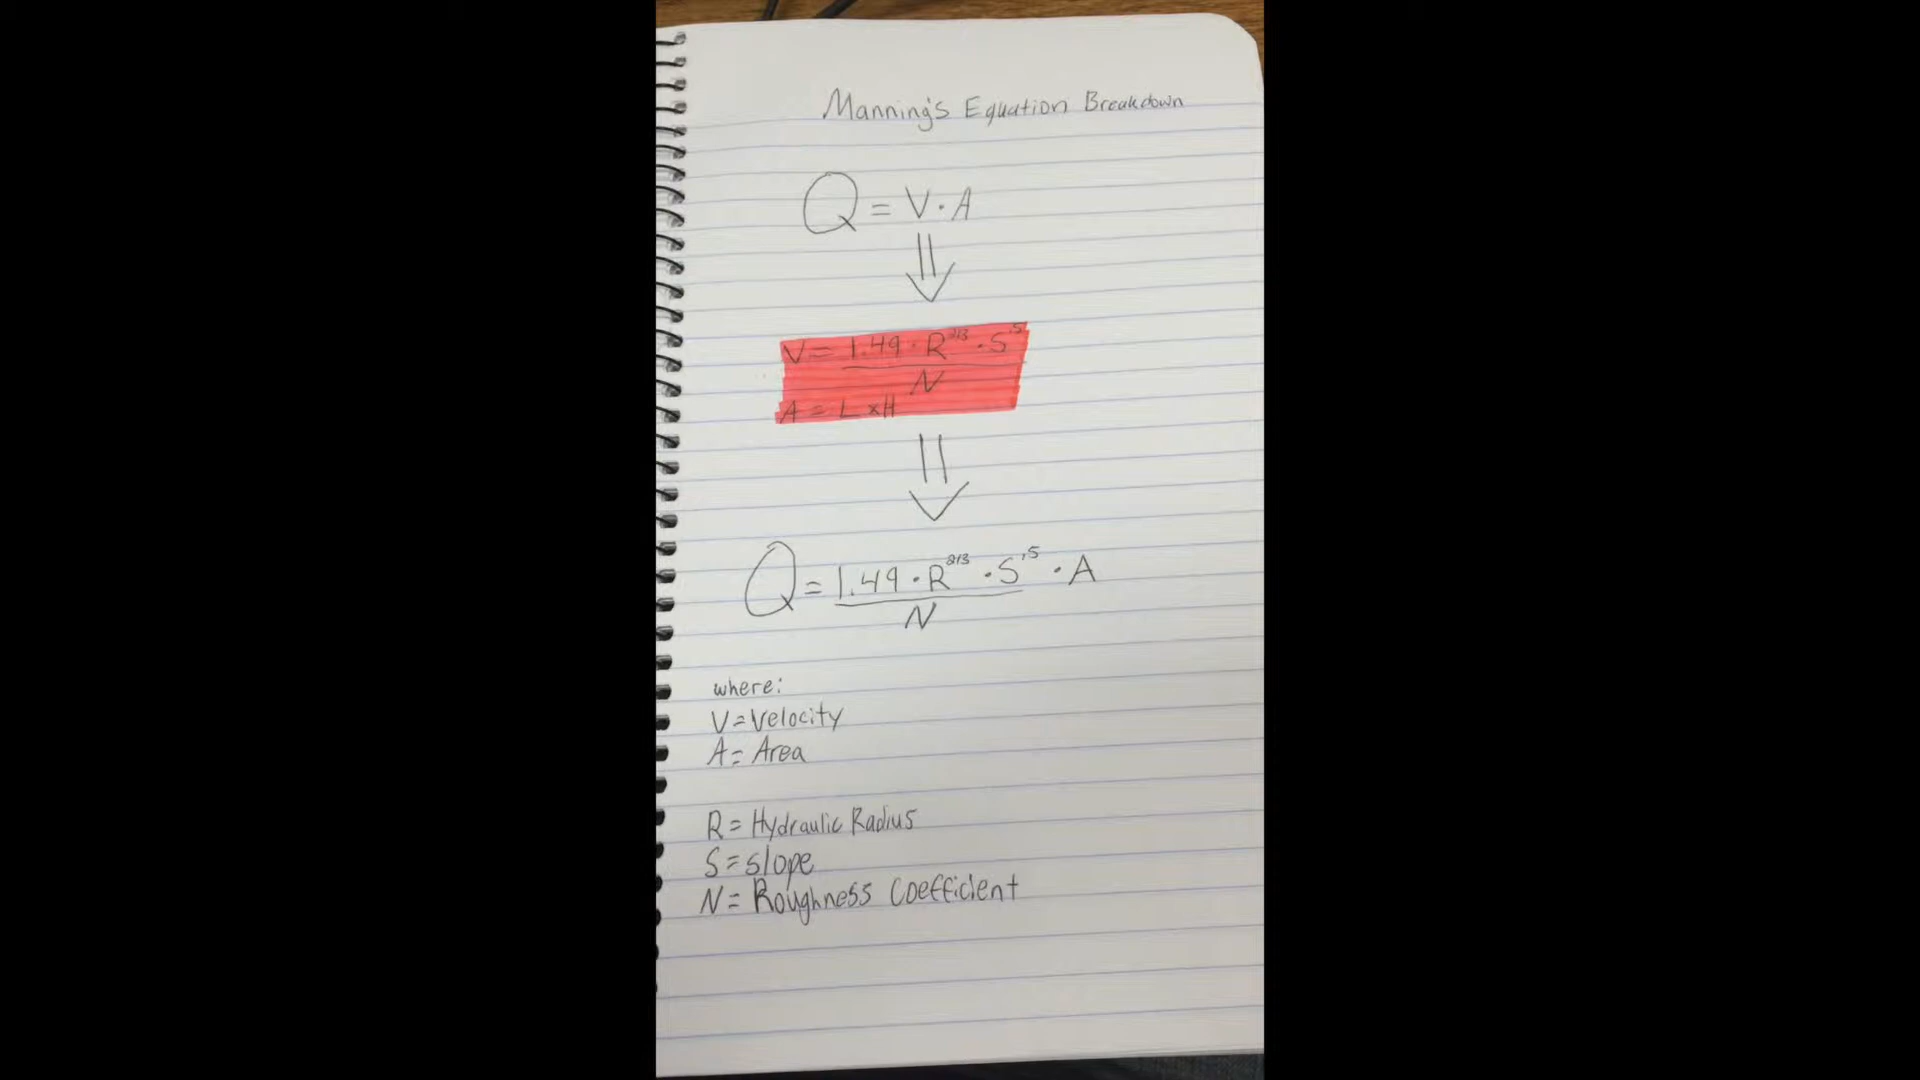 Manning's Equation Breakdown
Q = V · A
V = 1.49 · R^2/3 · S^.5
N
A = L x H
Q = 1.49 · R^2/3 · S^.5 · A
N
where:
V = Velocity
A = Area
R = Hydraulic Radius
S = slope
N = Roughness Coefficient